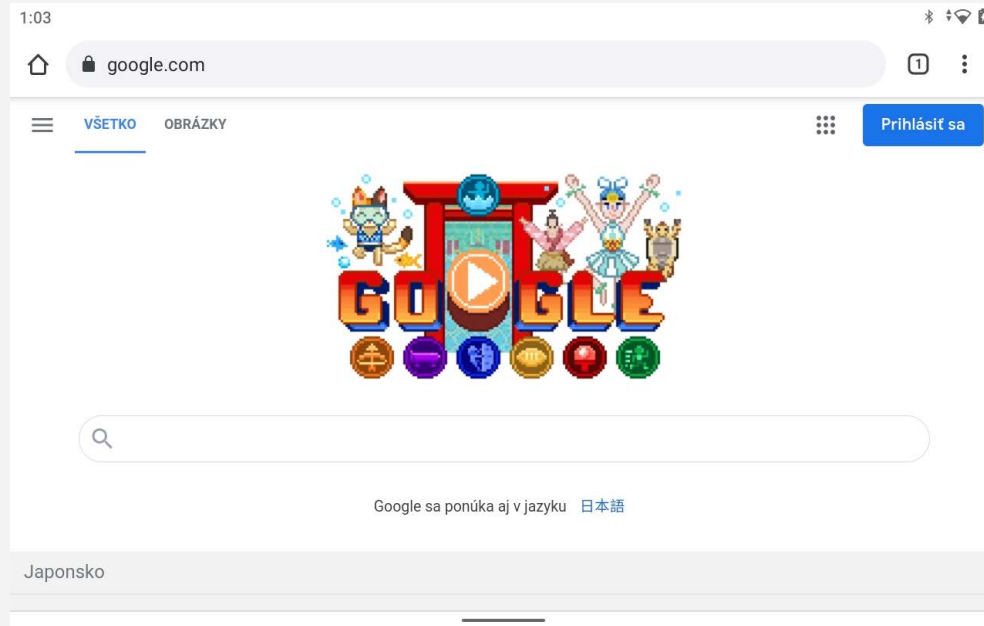 1:03
google.com
1
VŠETKO OBRÁZKY
Prihlásiť sa
GOOGLE
Google sa ponúka aj v jazyku 日本語
Japonsko